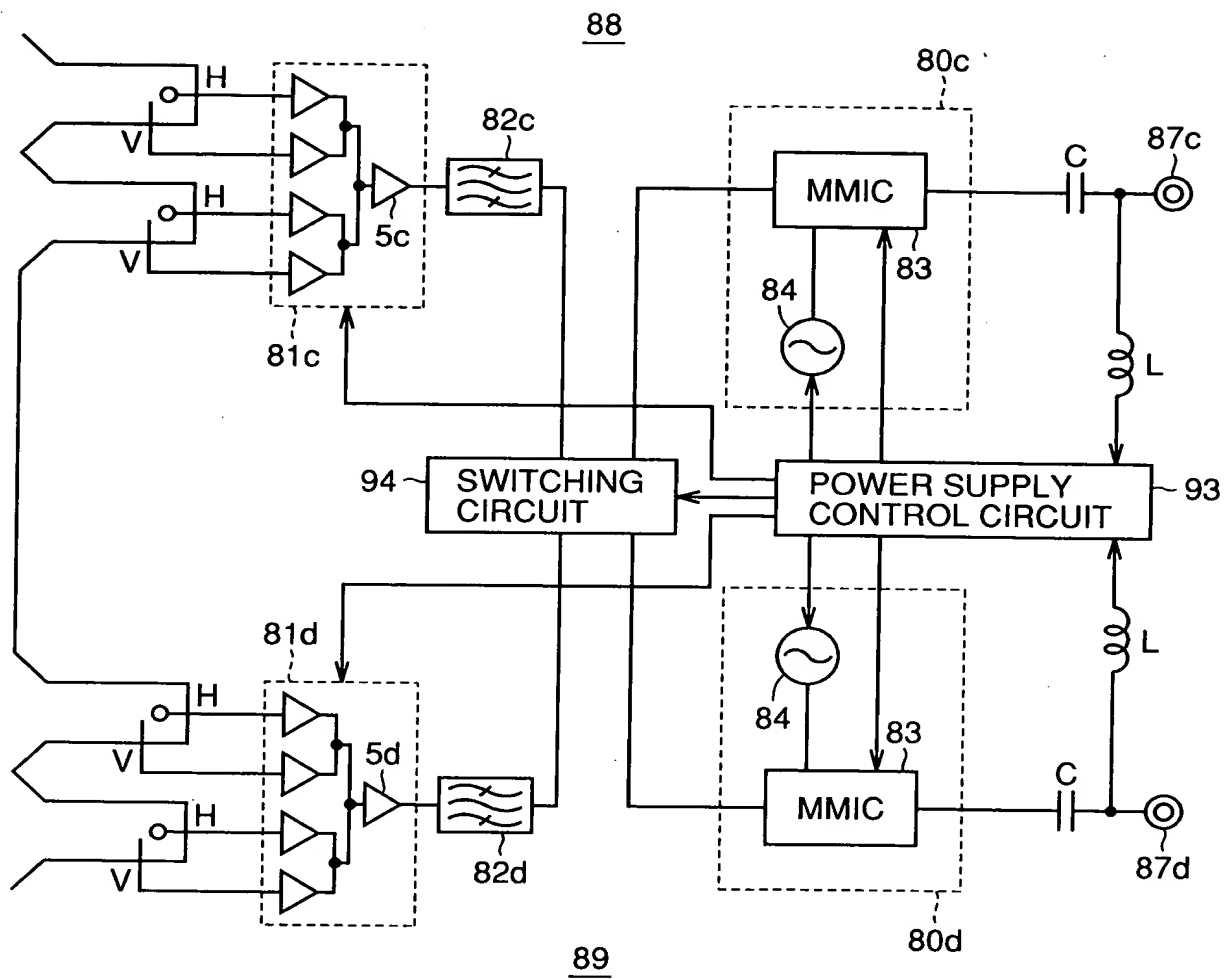 88
H
V
H
V
81c
5c
82c
80c
MMIC
83
84
C
87c
L
94
SWITCHING
CIRCUIT
POWER SUPPLY
CONTROL CIRCUIT
93
81d
H
V
H
V
5d
82d
84
83
MMIC
80d
L
C
87d
89